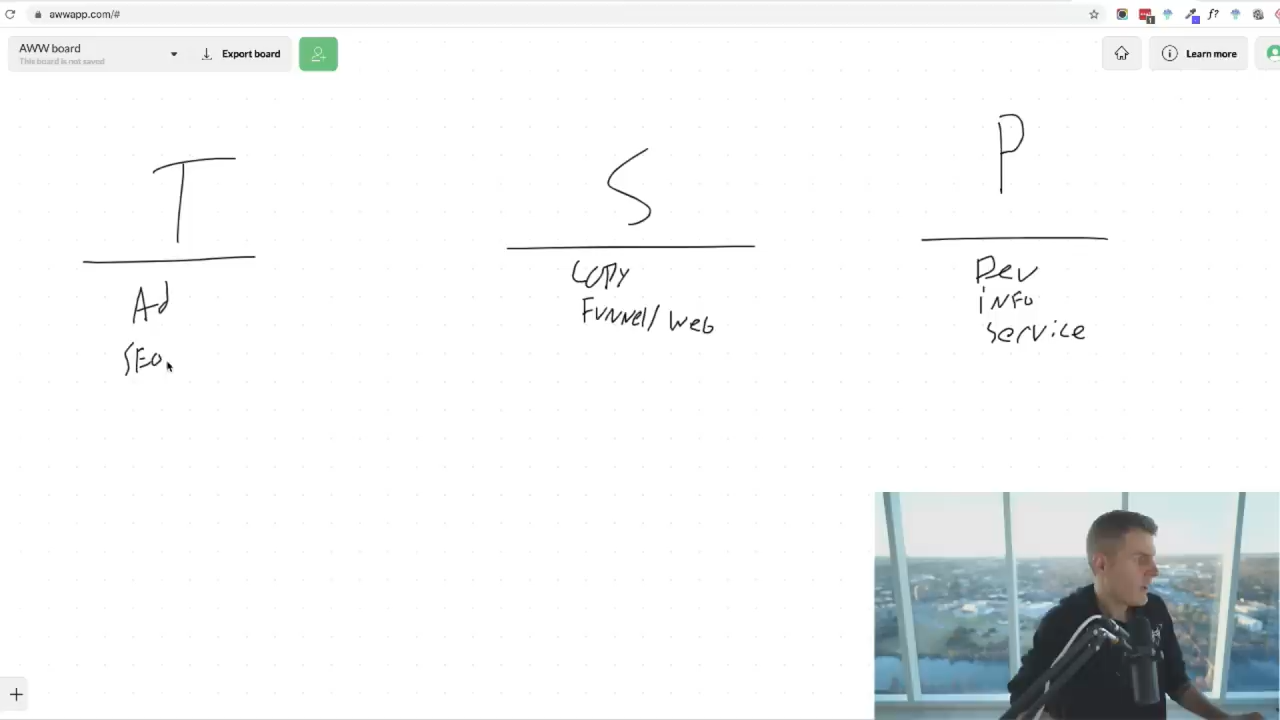 awwapp.com/#
AWW board
This board is not saved
Export board
Learn more
T
Ad
SEO
S
COPY
FUNNel/ Web
P
Dev
iNFO
Service